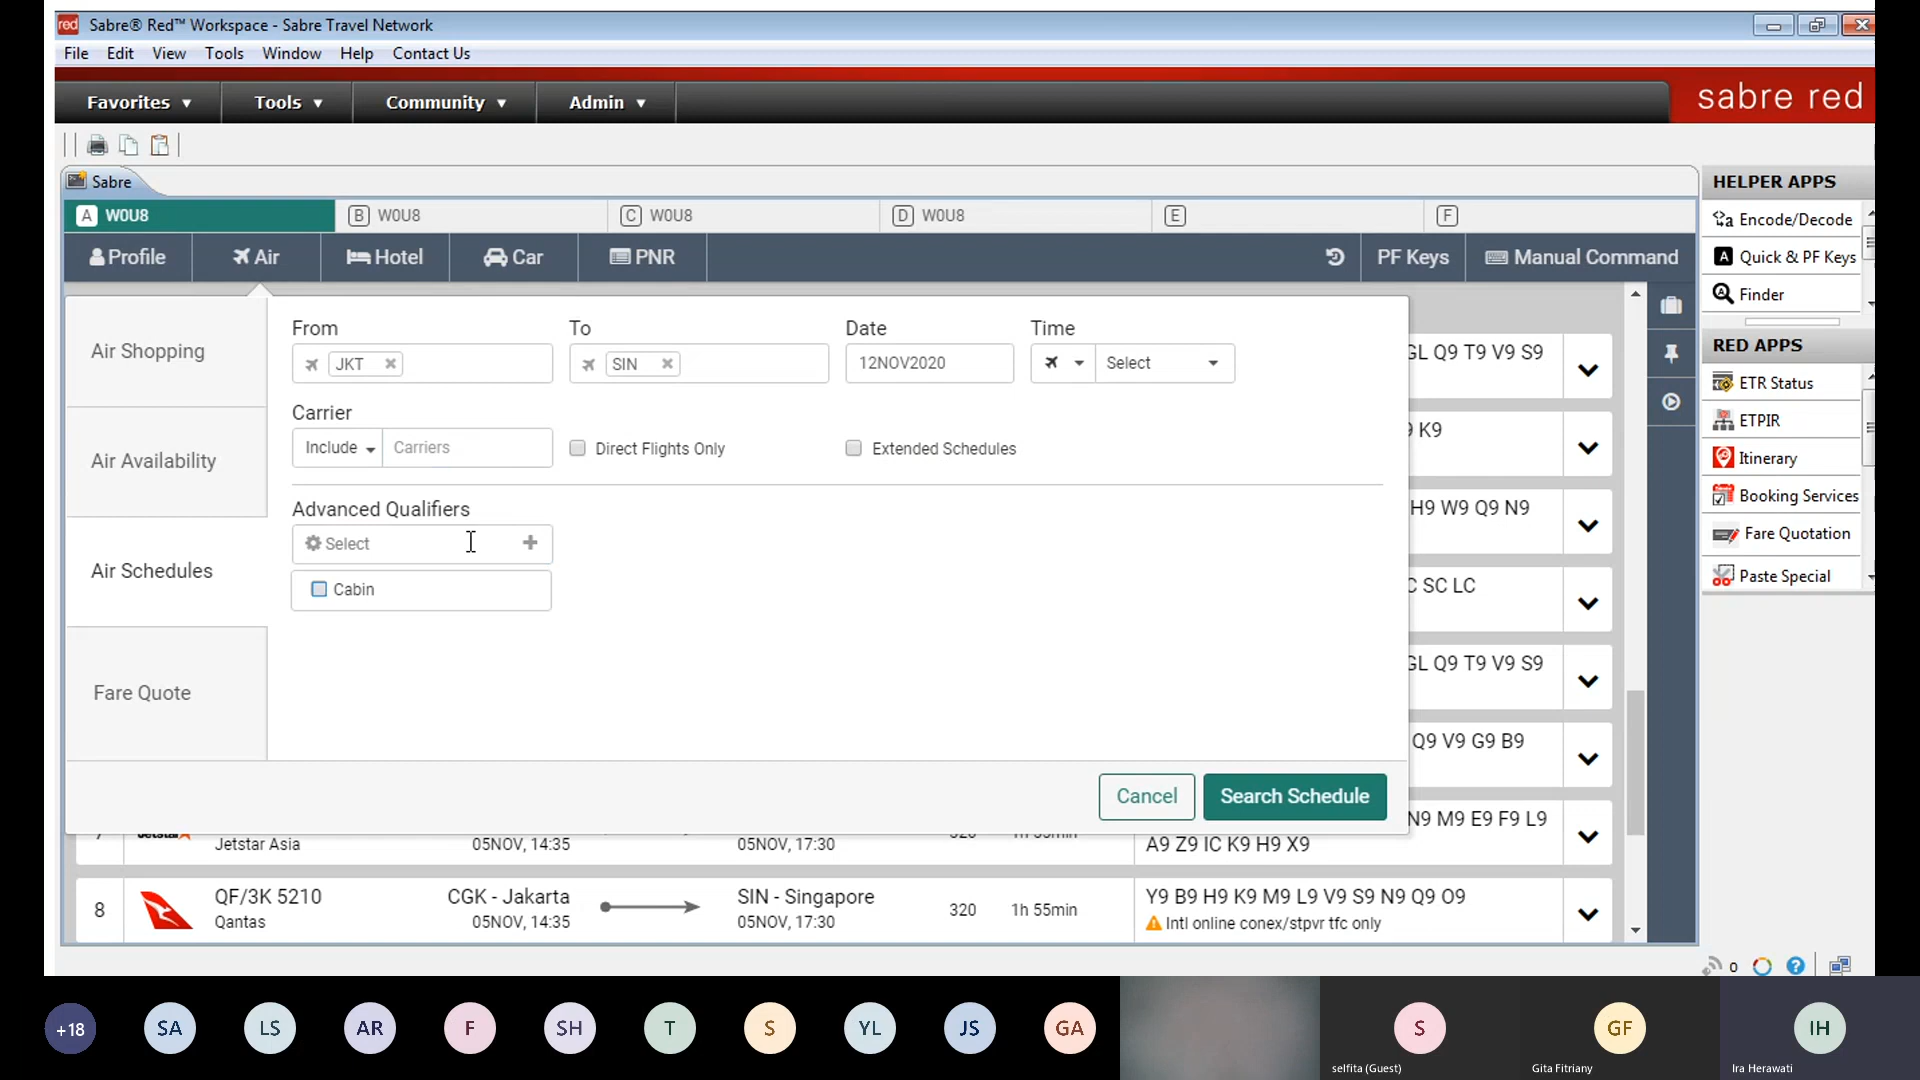 red Sabre® Red™ Workspace - Sabre Travel Network
File Edit View Tools Window Help Contact Us
Favorites Tools Community Admin sabre red
Sabre
A W0U8 B W0U8 C W0U8 D W0U8 E F
Profile Air Hotel Car PNR PF Keys Manual Command
Air Shopping
Air Availability
Air Schedules
Fare Quote
From To Date Time
JKT SIN 12NOV2020 Select
Carrier
Include Carriers Direct Flights Only Extended Schedules
Advanced Qualifiers
Select
Cabin
Cancel Search Schedule
Q9 T9 V9 S9
K9
H9 W9 Q9 N9
SC LC
Q9 T9 V9 S9
Q9 V9 G9 B9
N9 M9 E9 F9 L9
Jetstar Asia 05NOV, 14:35 05NOV, 17:30 A9 Z9 IC K9 H9 X9
8 QF/3K 5210 CGK - Jakarta SIN - Singapore 320 1h 55min Y9 B9 H9 K9 M9 L9 V9 S9 N9 Q9 O9
Qantas 05NOV, 14:35 05NOV, 17:30 Intl online conex/stpvr tfc only
HELPER APPS
Encode/Decode
A Quick & PF Keys
Finder
RED APPS
ETR Status
ETPIR
Itinerary
Booking Services
Fare Quotation
Paste Special
0
+18 SA LS AR F SH T S YL JS GA S GF IH
selfita (Guest) Gita Fitriany Ira Herawati